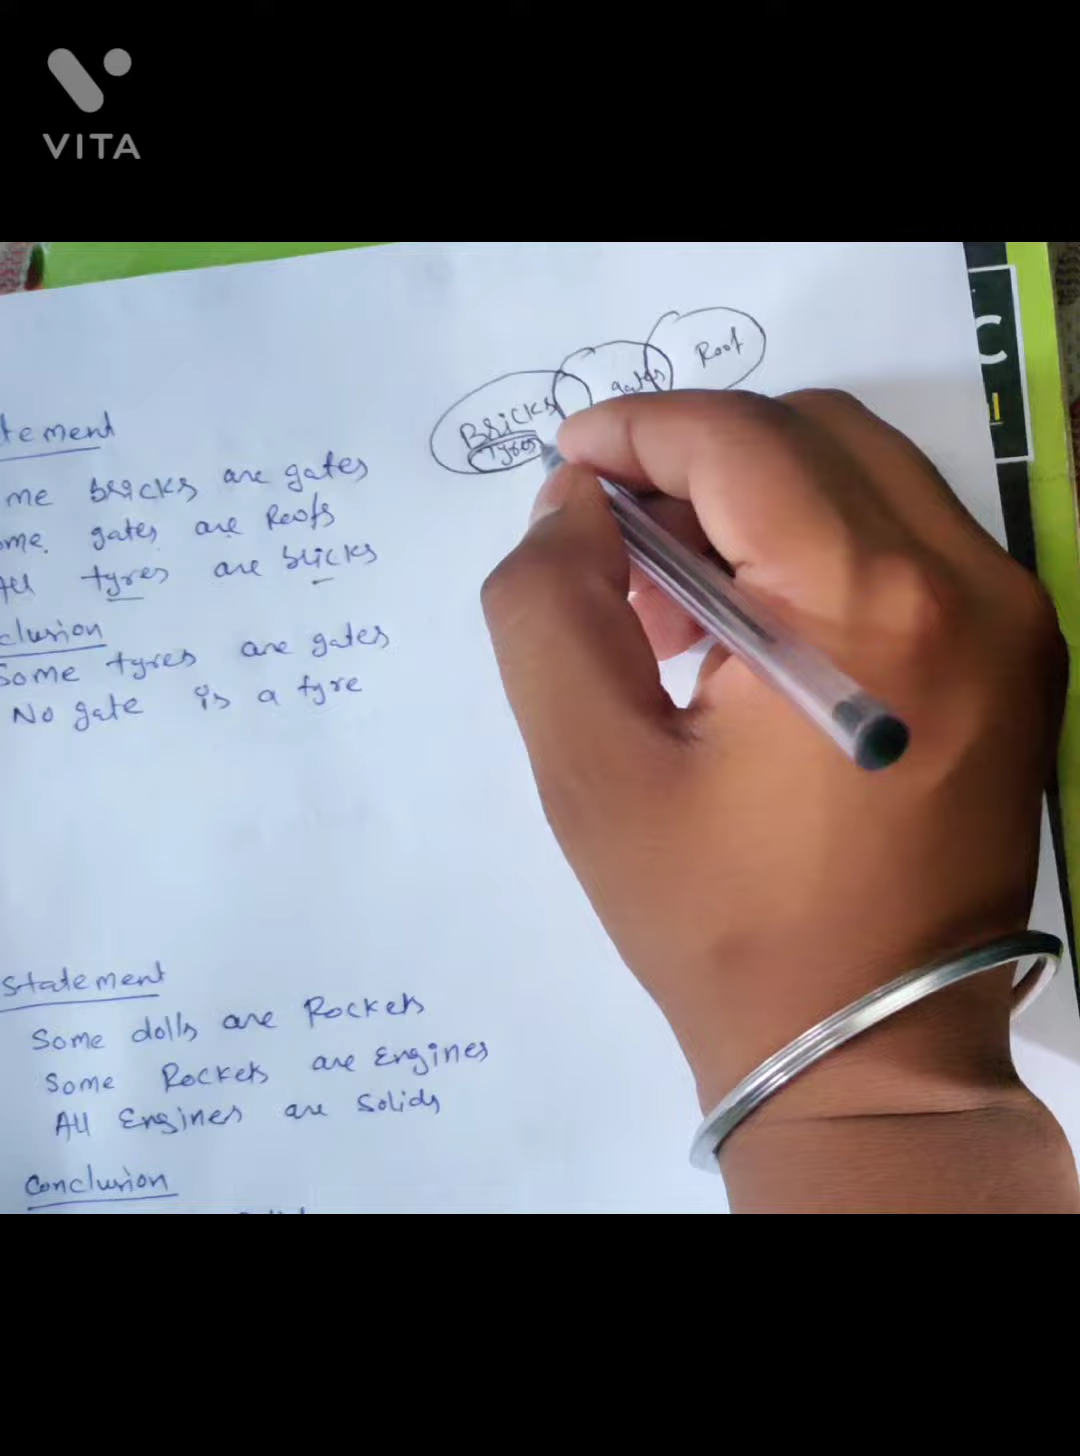 VITA
Roof
gates
Bricks
Tyres
C
1
tement
me bricks are gates
ome. gates are Roofs
All tyres are bricks
clusion
Some tyres are gates
No gate is a tyre
Statement
Some dolls are Rockets
Some Rockets are Engines
All Engines are Solids
Conclusion